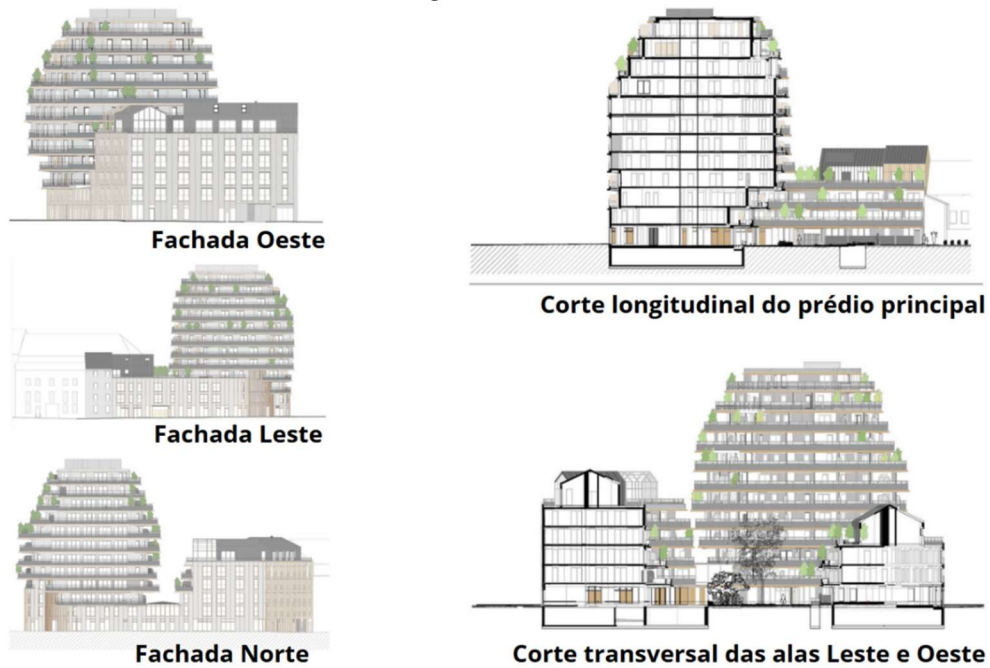 Fachada Oeste
Corte longitudinal do prédio principal
Fachada Leste
Fachada Norte
Corte transversal das alas Leste e Oeste